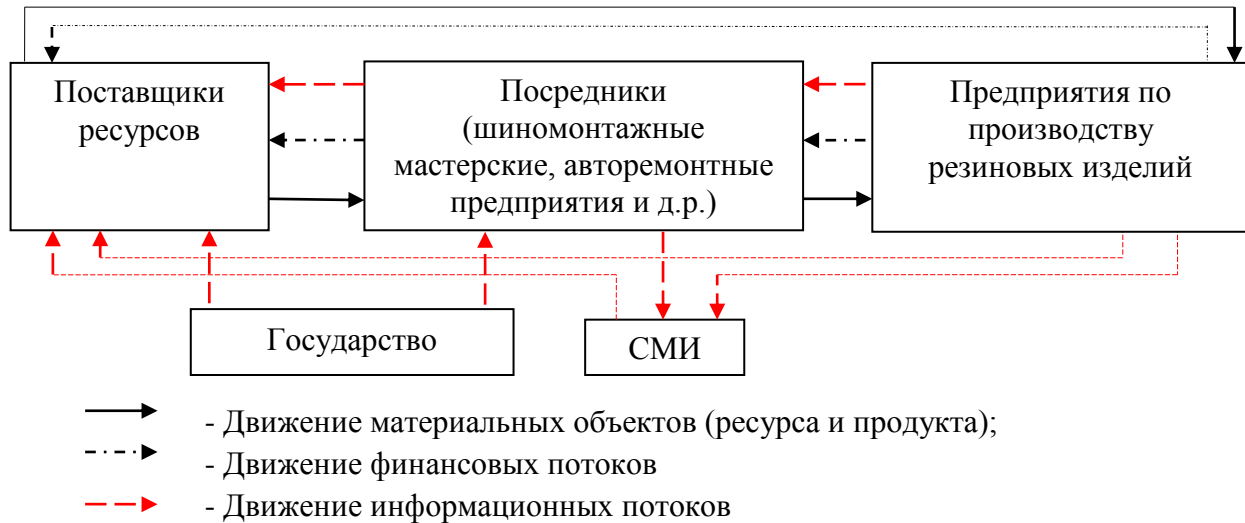 Поставщики
ресурсов
Посредники
(шиномонтажные
мастерские, авторемонтные
предприятия и д.р.)
Предприятия по
производству
резиновых изделий
Государство
СМИ
- Движение материальных объектов (ресурса и продукта);
- Движение финансовых потоков
- Движение информационных потоков